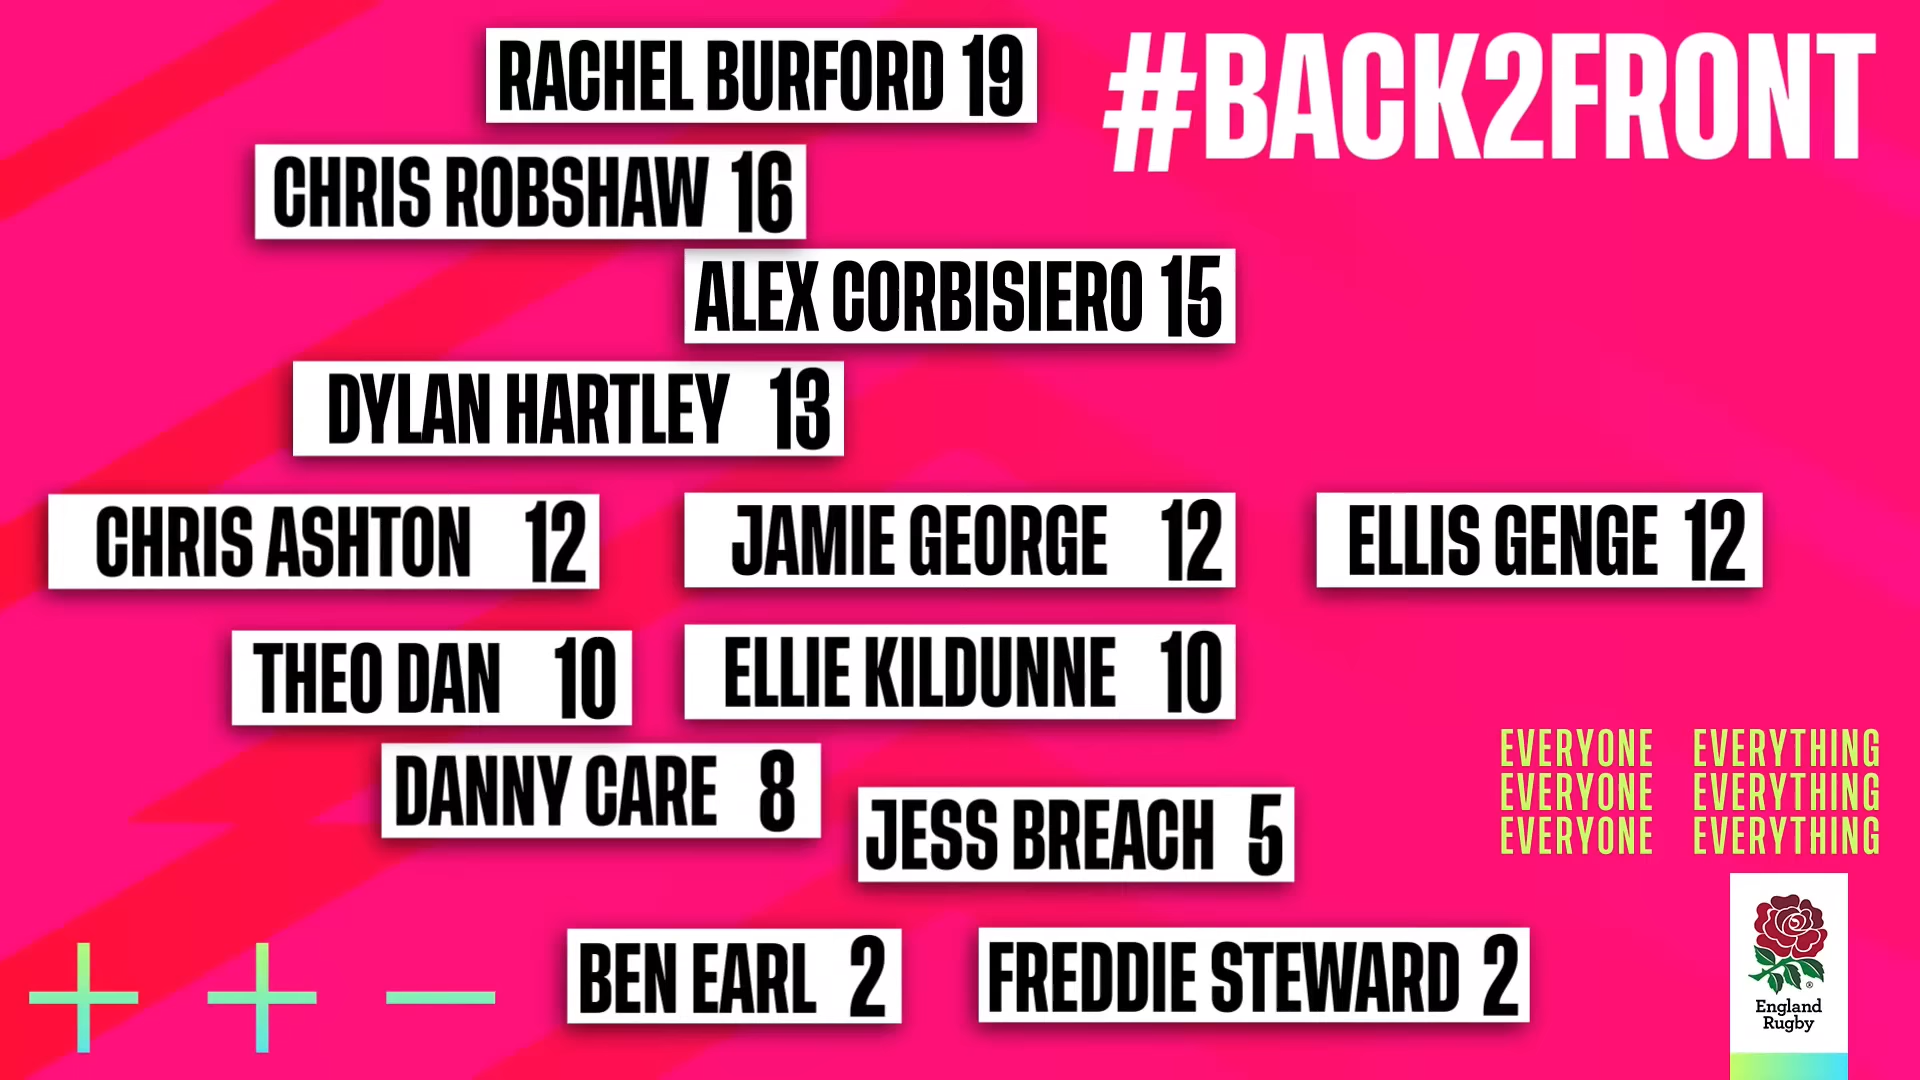 #BACK2FRONT
RACHEL BURFORD 19
CHRIS ROBSHAW 16
ALEX CORBISIERO 15
DYLAN HARTLEY 13
CHRIS ASHTON 12
JAMIE GEORGE 12
ELLIS GENGE 12
THEO DAN 10
ELLIE KILDUNNE 10
DANNY CARE 8
JESS BREACH 5
BEN EARL 2
FREDDIE STEWARD 2
EVERYONE EVERYTHING
EVERYONE EVERYTHING
EVERYONE EVERYTHING
England
Rugby